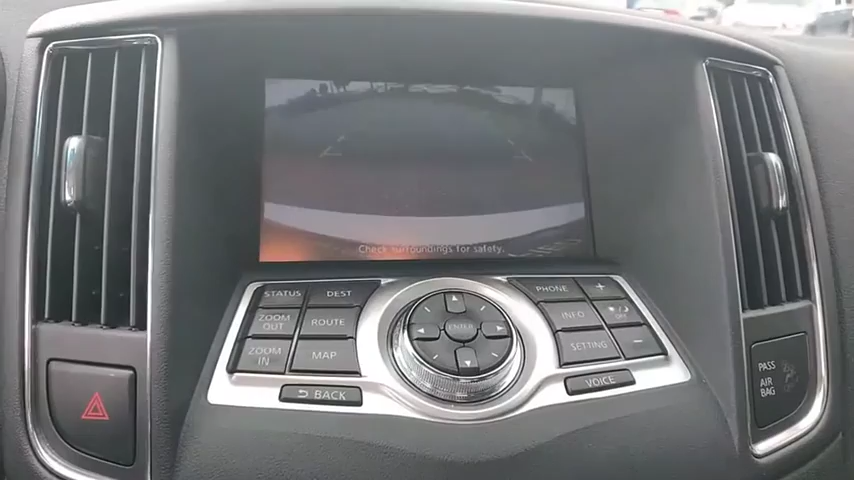 Check surroundings for safety.
STATUS
DEST
PHONE
+
ZOOM
OUT
ROUTE
INFO
OFF
ENTER
ZOOM
IN
MAP
SETTING
−
BACK
VOICE
PASS
AIR
BAG